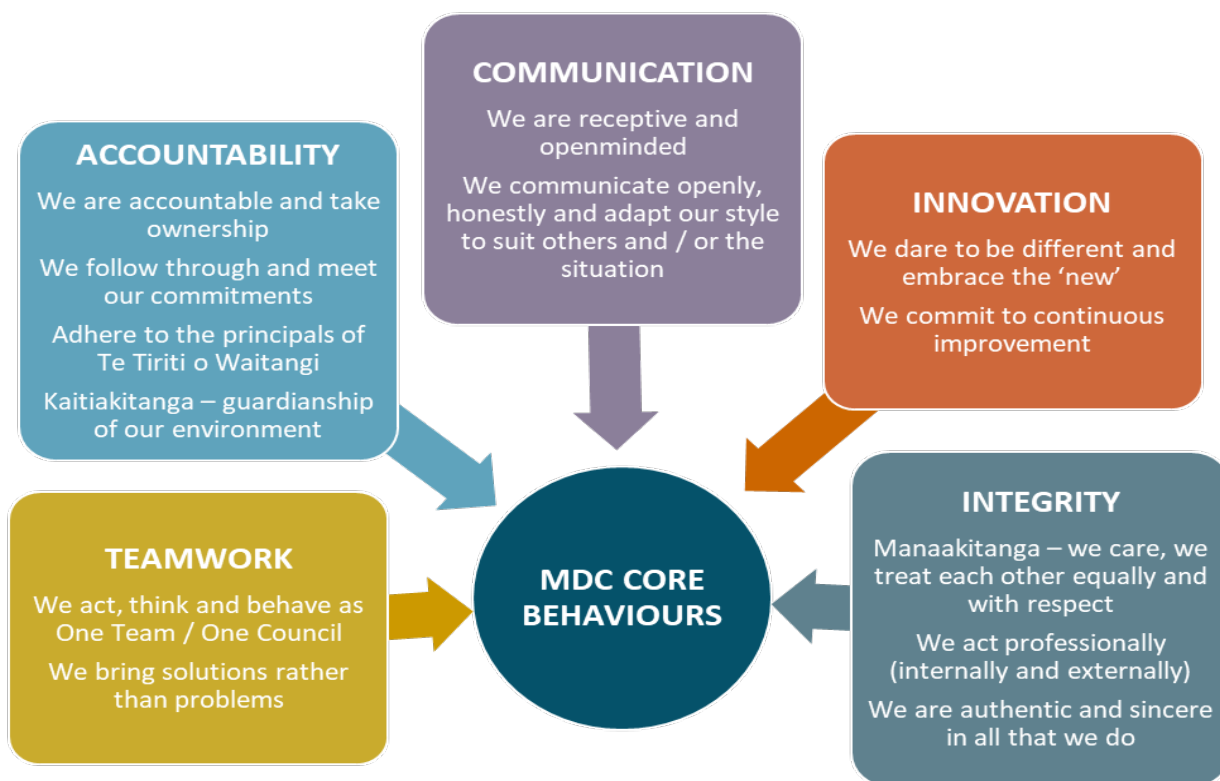 COMMUNICATION
We are receptive and
openminded
We communicate openly,
honestly and adapt our style
to suit others and / or the
situation
ACCOUNTABILITY
We are accountable and take
ownership
We follow through and meet
our commitments
Adhere to the principals of
Te Tiriti o Waitangi
Kaitiakitanga – guardianship
of our environment
INNOVATION
We dare to be different and
embrace the ‘new’
We commit to continuous
improvement
TEAMWORK
We act, think and behave as
One Team / One Council
We bring solutions rather
than problems
MDC CORE
BEHAVIOURS
INTEGRITY
Manaakitanga – we care, we
treat each other equally and
with respect
We act professionally
(internally and externally)
We are authentic and sincere
in all that we do